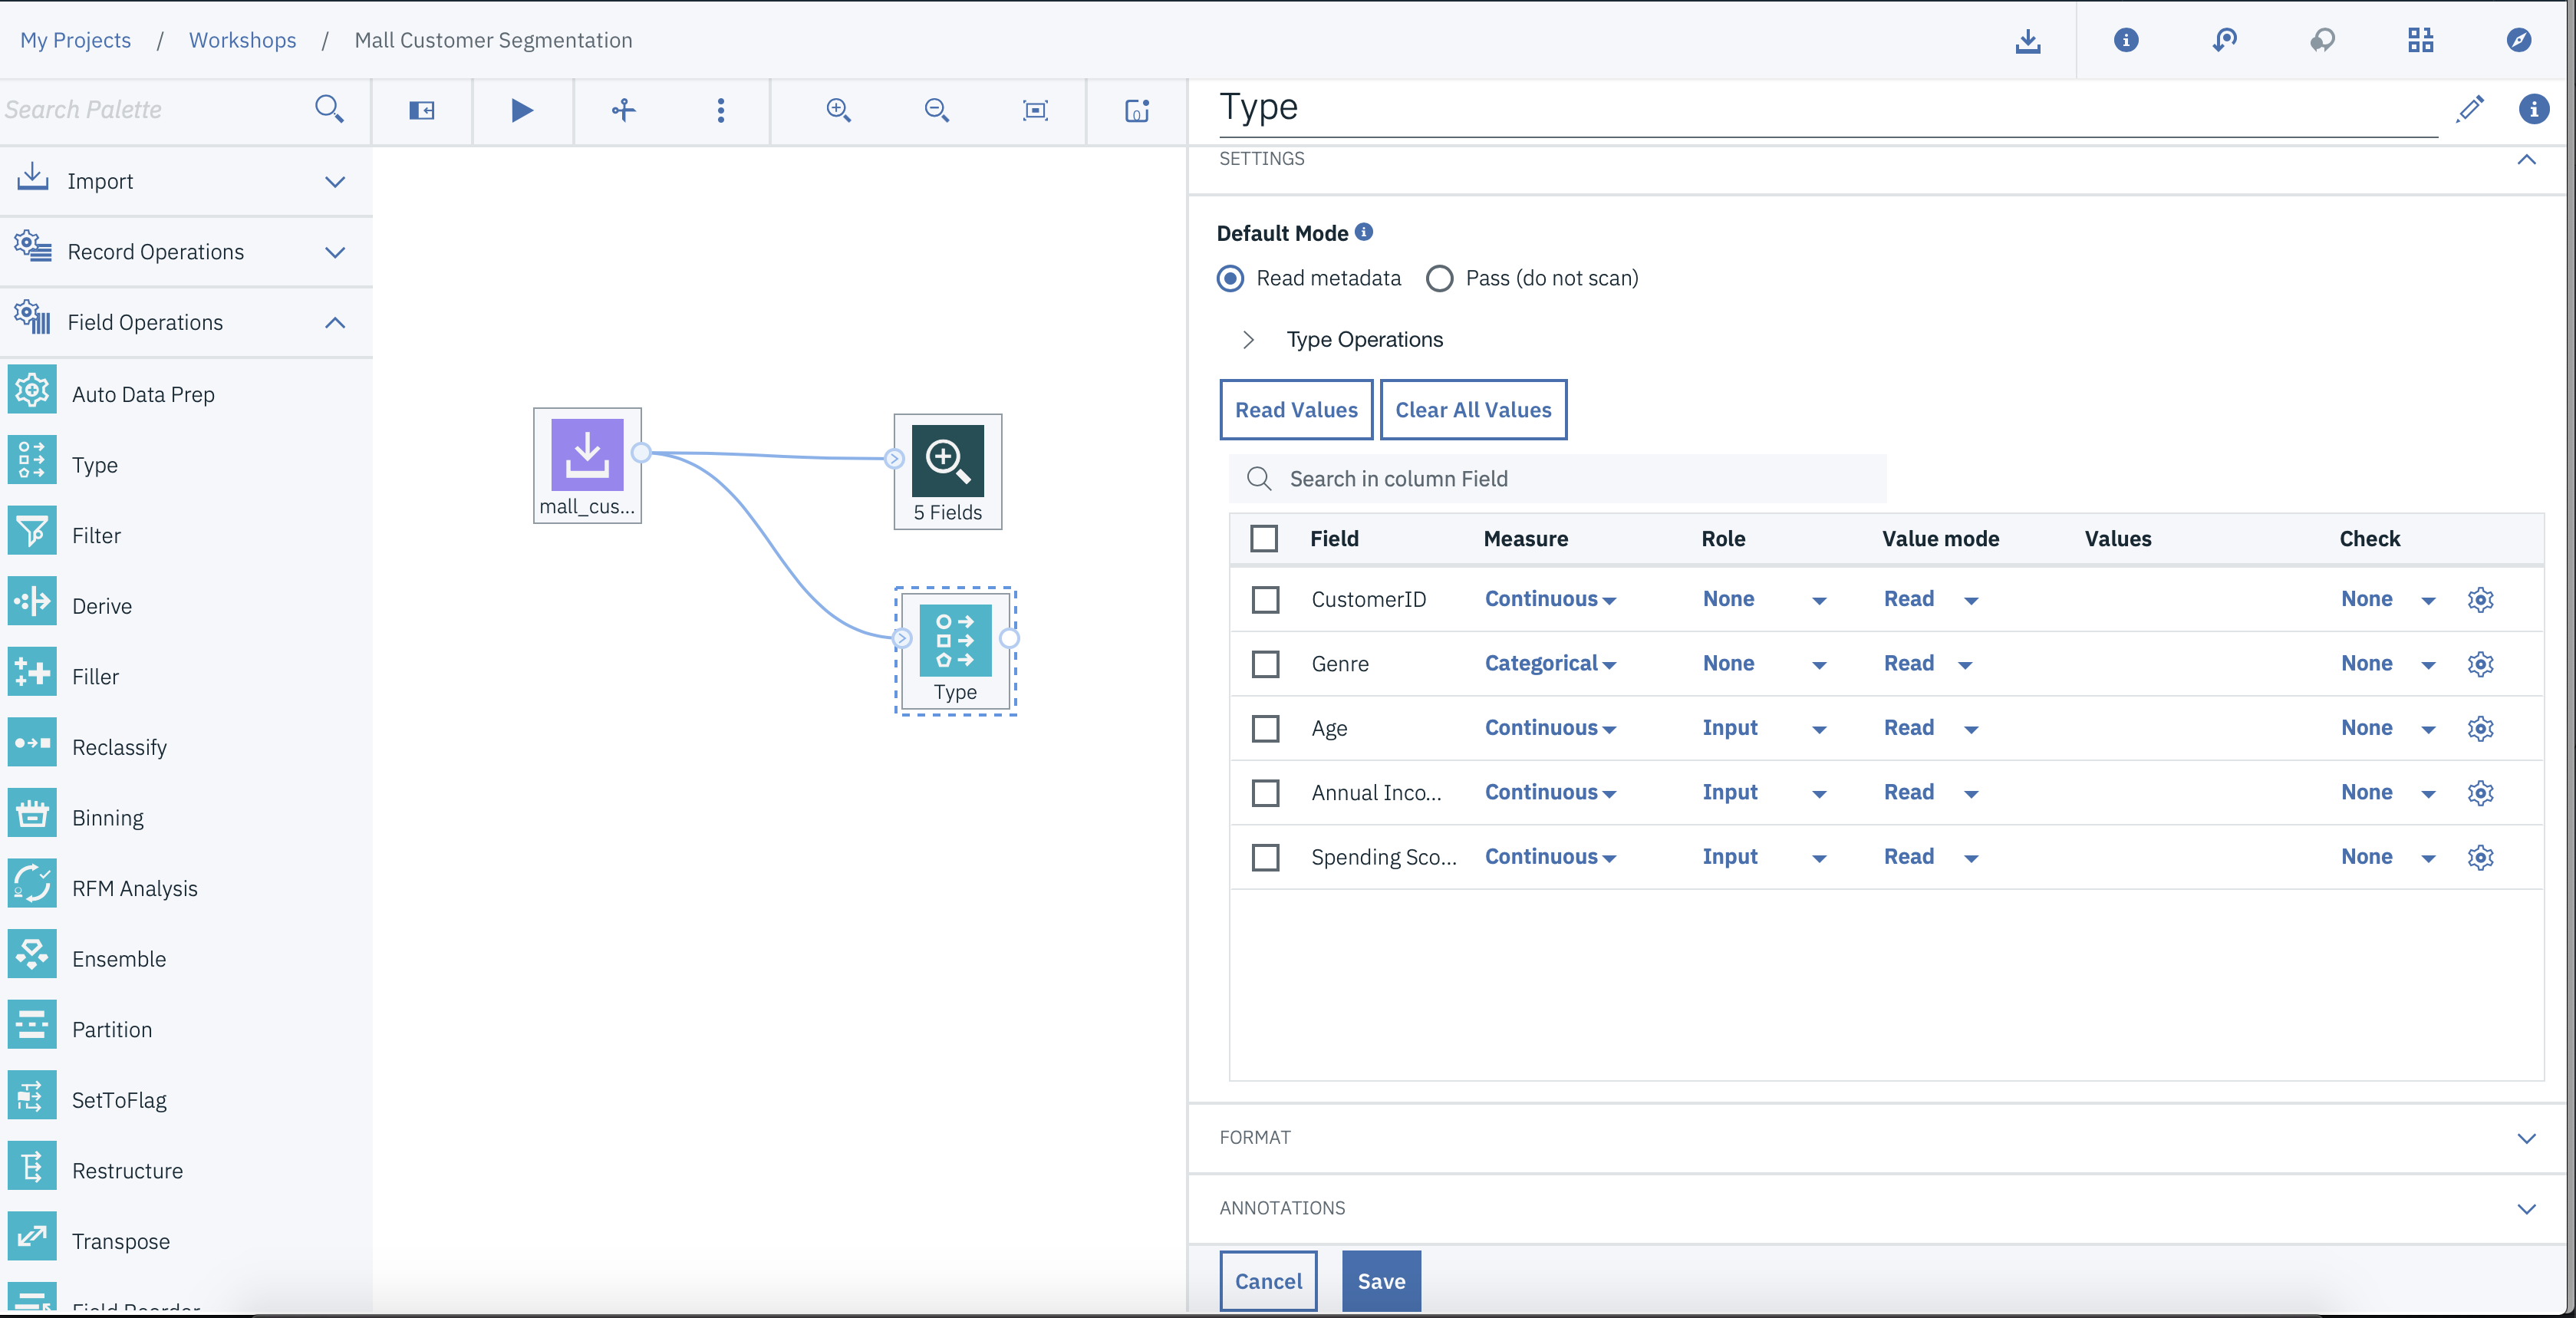 My Projects / Workshops / Mall Customer Segmentation
Search Palette
Import
Record Operations
Field Operations
Auto Data Prep
Type
Filter
Derive
Filler
Reclassify
Binning
RFM Analysis
Ensemble
Partition
SetToFlag
Restructure
Transpose
Field Reorder
mall_cus...
5 Fields
Type
Type
SETTINGS
Default Mode
Read metadata Pass (do not scan)
Type Operations
Read Values Clear All Values
Search in column Field
Field Measure Role Value mode Values Check
CustomerID Continuous None Read None
Genre Categorical None Read None
Age Continuous Input Read None
Annual Inco... Continuous Input Read None
Spending Sco... Continuous Input Read None
FORMAT
ANNOTATIONS
Cancel Save